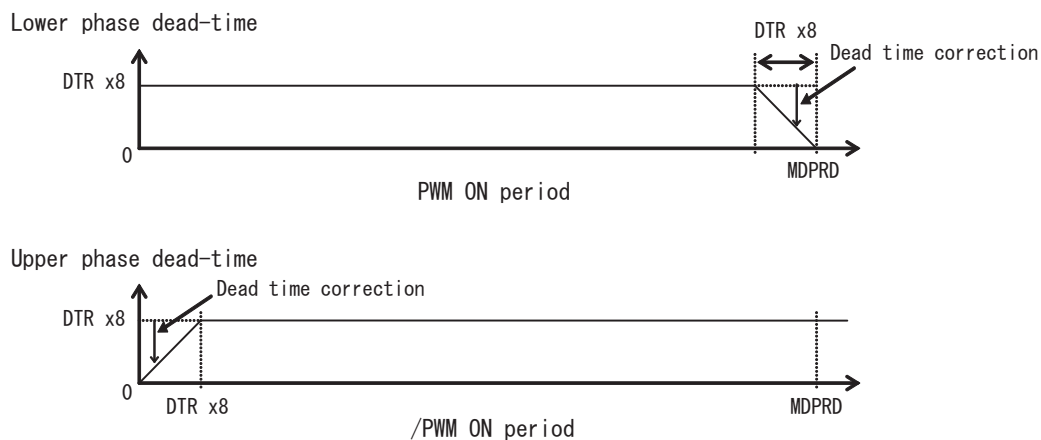 Lower phase dead-time
DTR x8
Dead time correction
DTR x8
0
MDPRD
PWM ON period
Upper phase dead-time
Dead time correction
DTR x8
0
DTR x8
MDPRD
/PWM ON period